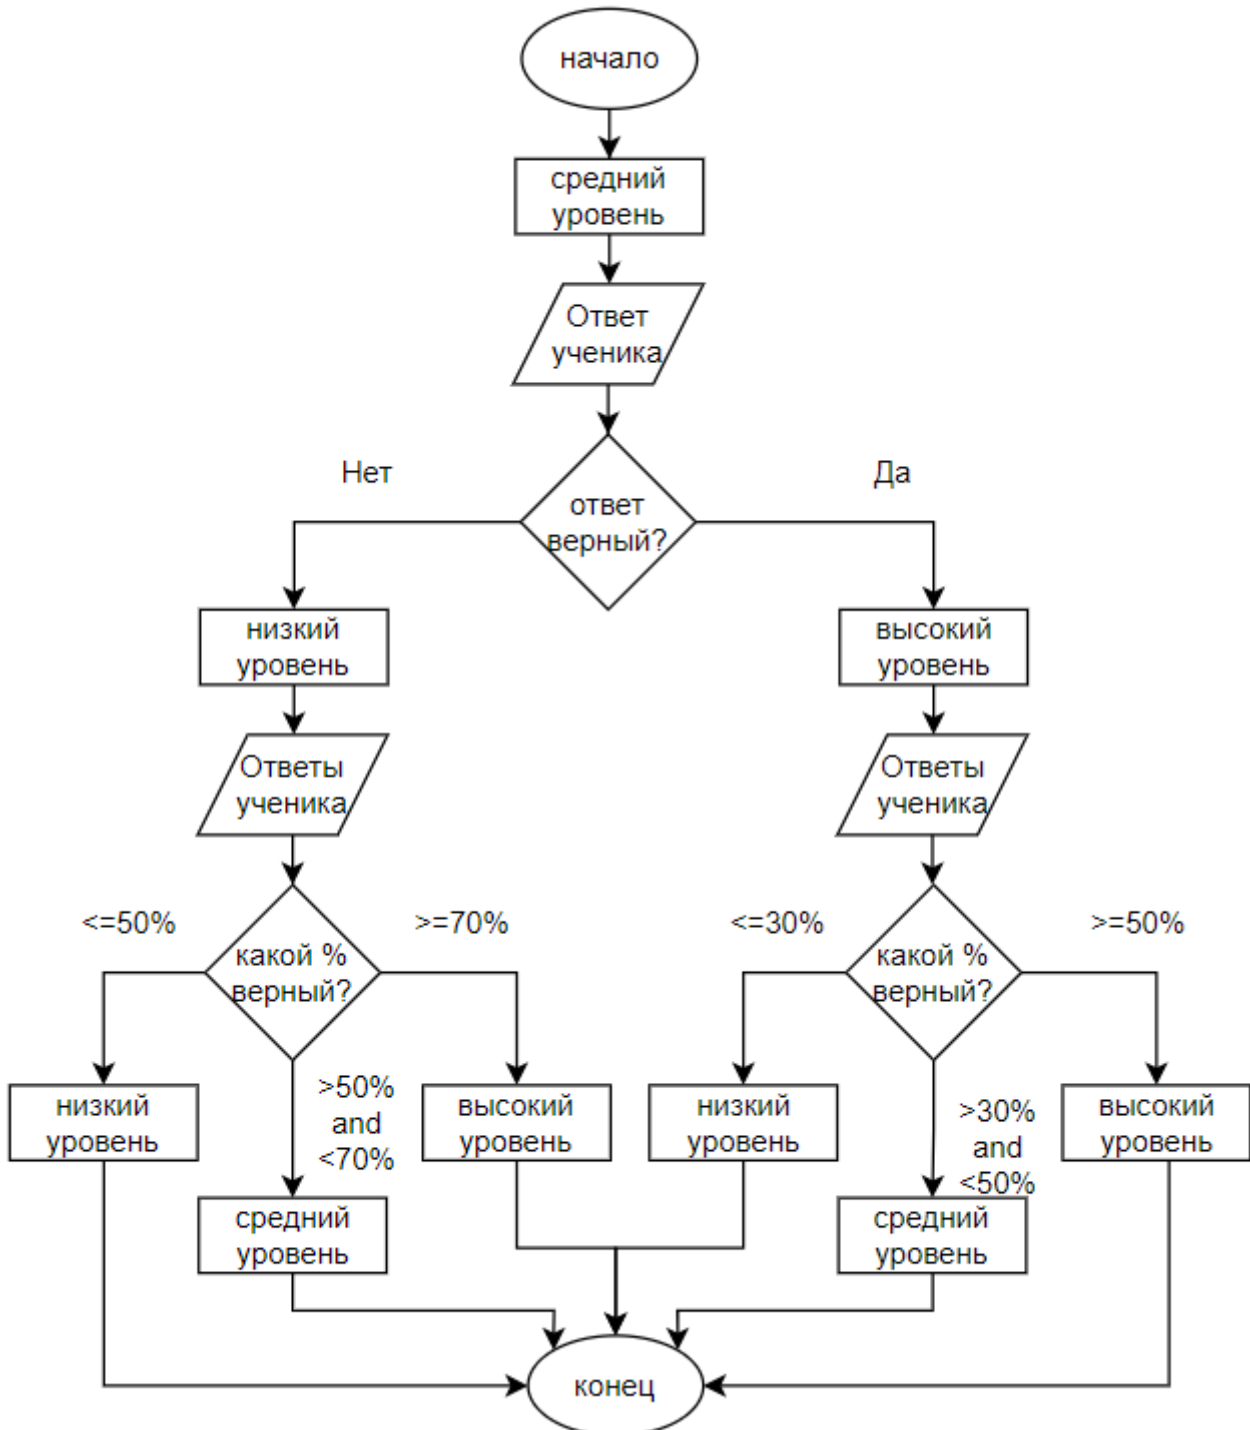 начало
средний
уровень
Ответ
ученика
Нет
Да
ответ
верный?
низкий
уровень
высокий
уровень
Ответы
ученика
Ответы
ученика
<=50%
>=70%
<=30%
>=50%
какой %
верный?
какой %
верный?
низкий
уровень
>50%
and
<70%
высокий
уровень
низкий
уровень
>30%
and
<50%
высокий
уровень
средний
уровень
средний
уровень
конец